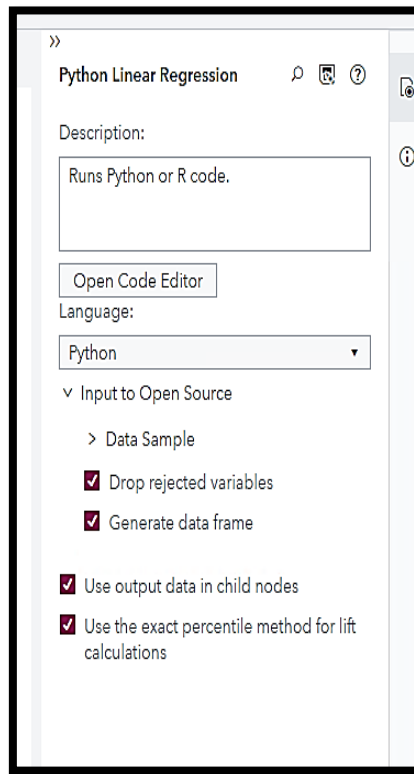 Python Linear Regression
Description:
Runs Python or R code.
Open Code Editor
Language:
Python
Input to Open Source
Data Sample
Drop rejected variables
Generate data frame
Use output data in child nodes
Use the exact percentile method for lift
calculations